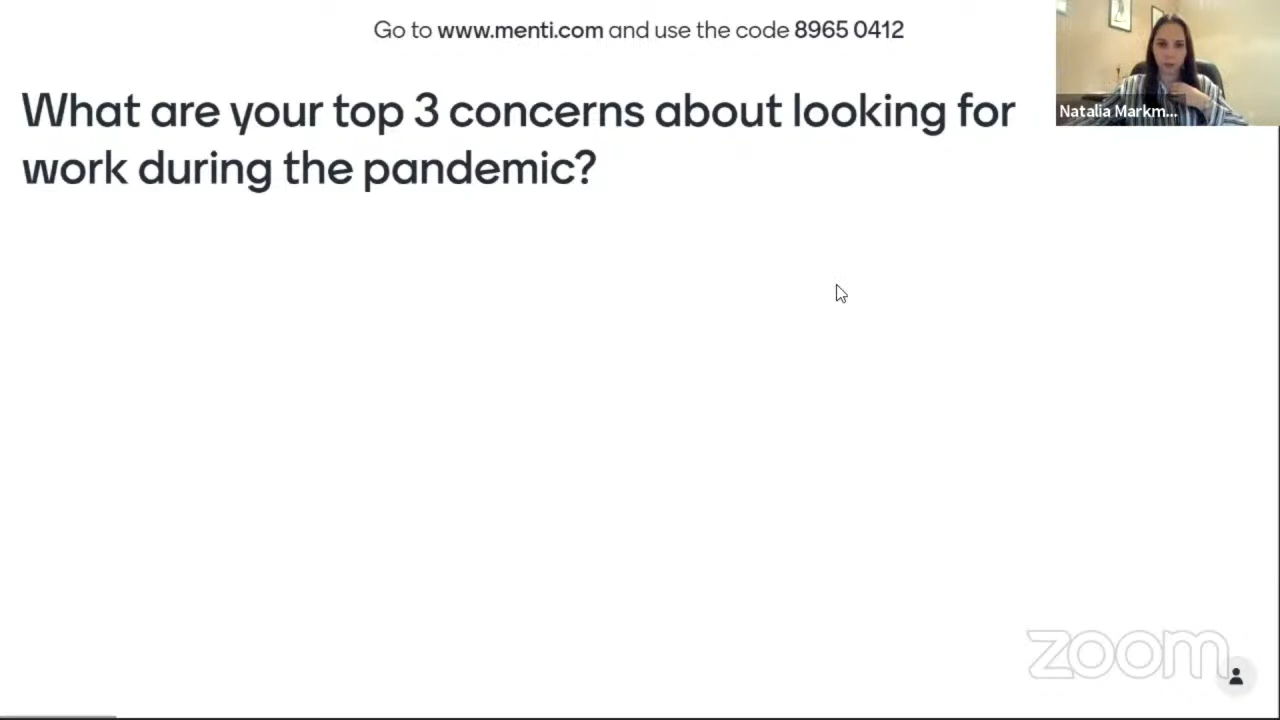 Go to www.menti.com and use the code 8965 0412
What are your top 3 concerns about looking for
work during the pandemic?
Natalia Markm...
zoom